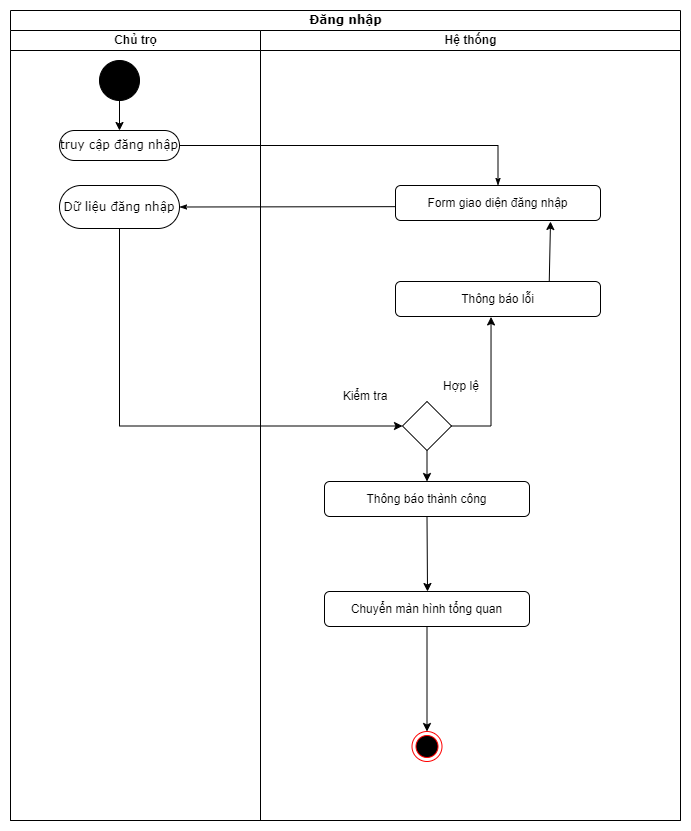 Đăng nhập
Chủ trọ
Hệ thống
truy cập đăng nhập
Dữ liệu đăng nhập
Form giao diện đăng nhập
Thông báo lỗi
Hợp lệ
Kiểm tra
Thông báo thành công
Chuyển màn hình tổng quan